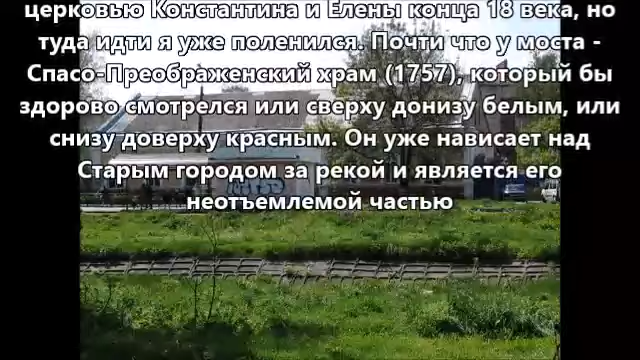 церковью Константина и Елены конца 18 века, но
туда идти я уже поленился. Почти что у моста -
Спасо-Преображенский храм (1757), который бы
здорово смотрелся или сверху донизу белым, или
снизу доверху красным. Он уже нависает над
Старым городом за рекой и является его
неотъемлемой частью